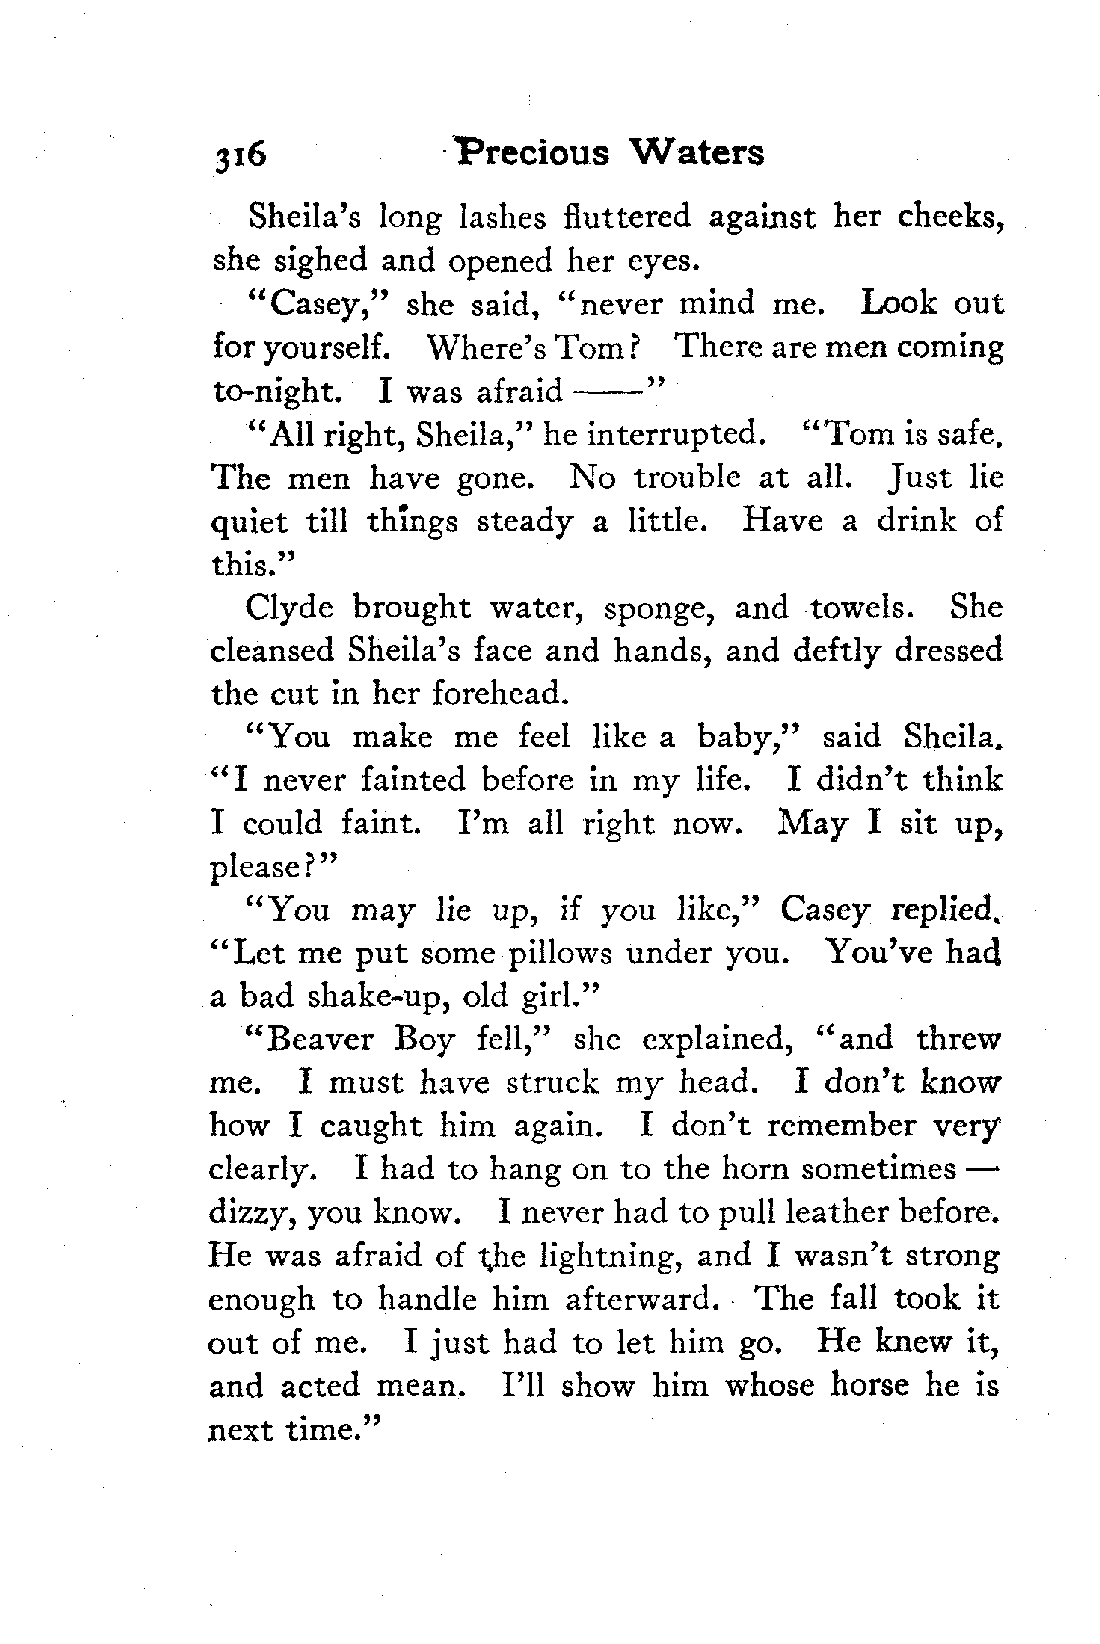 316 Precious Waters
Sheila's long lashes fluttered against her cheeks,
she sighed and opened her eyes.
"Casey," she said, "never mind me. Look out
for yourself. Where's Tom? There are men coming
to-night. I was afraid ——"
"All right, Sheila," he interrupted. "Tom is safe.
The men have gone. No trouble at all. Just lie
quiet till things steady a little. Have a drink of
this."
Clyde brought water, sponge, and towels. She
cleansed Sheila's face and hands, and deftly dressed
the cut in her forehead.
"You make me feel like a baby," said Sheila.
"I never fainted before in my life. I didn't think
I could faint. I'm all right now. May I sit up,
please?"
"You may lie up, if you like," Casey replied.
"Let me put some pillows under you. You've had
a bad shake-up, old girl."
"Beaver Boy fell," she explained, "and threw
me. I must have struck my head. I don't know
how I caught him again. I don't remember very
clearly. I had to hang on to the horn sometimes —
dizzy, you know. I never had to pull leather before.
He was afraid of the lightning, and I wasn't strong
enough to handle him afterward. The fall took it
out of me. I just had to let him go. He knew it,
and acted mean. I'll show him whose horse he is
next time."